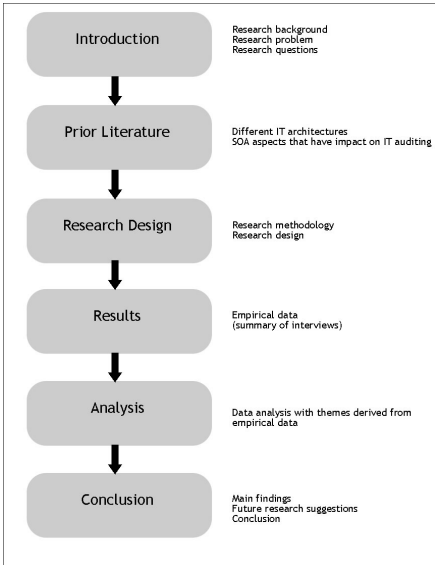 Introduction
Research background
Research problem
Research questions
Prior Literature
Different IT architectures
SOA aspects that have impact on IT auditing
Research Design
Research methodology
Research design
Results
Empirical data
(summary of interviews)
Analysis
Data analysis with themes derived from
empirical data
Conclusion
Main findings
Future research suggestions
Conclusion